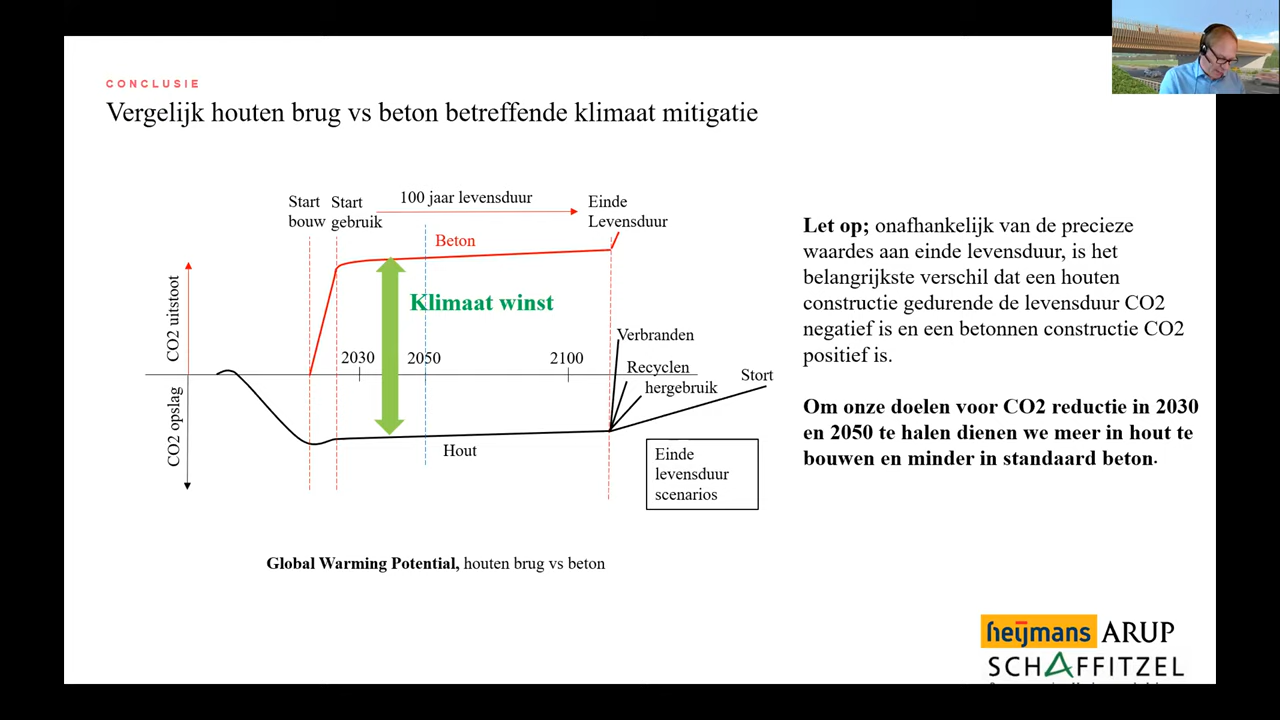 CONCLUSIE
Vergelijk houten brug vs beton betreffende klimaat mitigatie
Start bouw
Start gebruik
100 jaar levensduur
Einde
Levensduur
Beton
Klimaat winst
CO2 uitstoot
CO2 opslag
2030
2050
2100
Verbranden
Recyclen
hergebruik
Stort
Hout
Einde
levensduur
scenarios
Global Warming Potential, houten brug vs beton
Let op; onafhankelijk van de precieze
waardes aan einde levensduur, is het
belangrijkste verschil dat een houten
constructie gedurende de levensduur CO2
negatief is en een betonnen constructie CO2
positief is.
Om onze doelen voor CO2 reductie in 2030
en 2050 te halen dienen we meer in hout te
bouwen en minder in standaard beton.
heijmans ARUP
SCHAFFITZEL